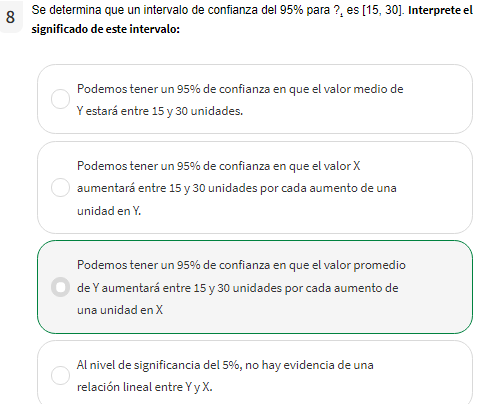 8
Se determina que un intervalo de confianza del 95% para ?₁ es [15, 30]. Interprete el
significado de este intervalo:
Podemos tener un 95% de confianza en que el valor medio de
Y estará entre 15 y 30 unidades.
Podemos tener un 95% de confianza en que el valor X
aumentará entre 15 y 30 unidades por cada aumento de una
unidad en Y.
Podemos tener un 95% de confianza en que el valor promedio
de Y aumentará entre 15 y 30 unidades por cada aumento de
una unidad en X
Al nivel de significancia del 5%, no hay evidencia de una
relación lineal entre Y y X.